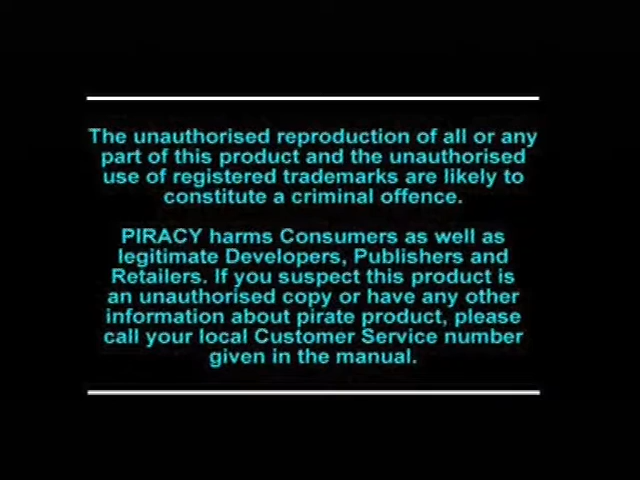 The unauthorised reproduction of all or any
part of this product and the unauthorised
use of registered trademarks are likely to
constitute a criminal offence.
PIRACY harms Consumers as well as
legitimate Developers, Publishers and
Retailers. If you suspect this product is
an unauthorised copy or have any other
information about pirate product, please
call your local Customer Service number
given in the manual.